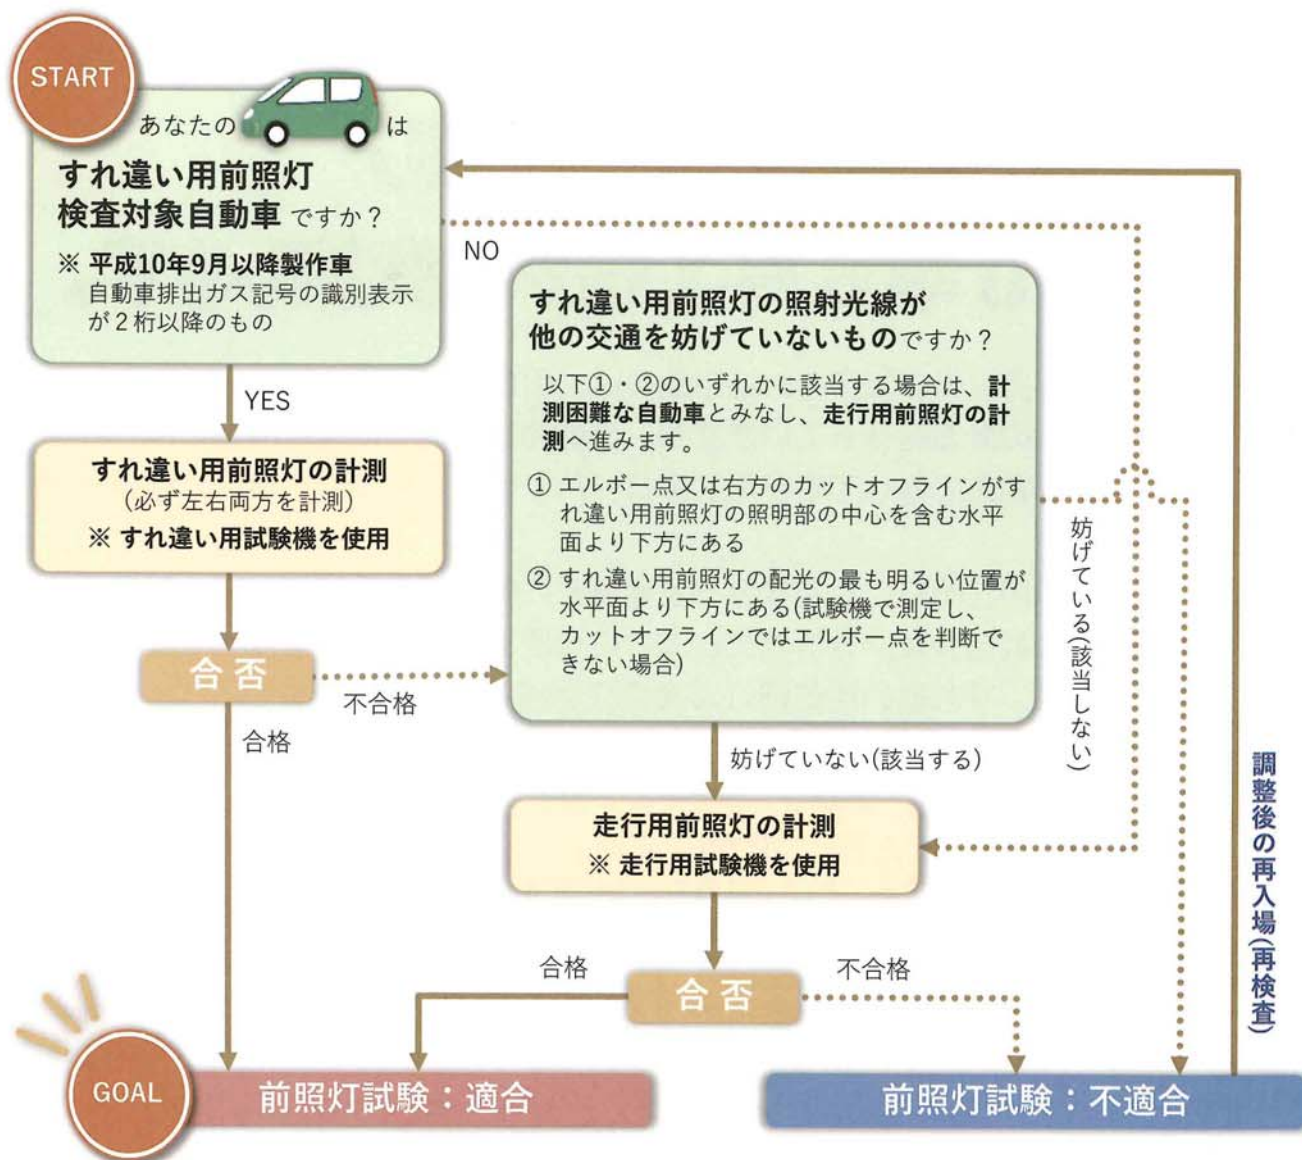 START
あなたの は
すれ違い用前照灯
検査対象自動車 ですか？
※ 平成10年9月以降製作車
自動車排出ガス記号の識別表示
が２桁以降のもの
NO
YES
すれ違い用前照灯の計測
(必ず左右両方を計測)
※ すれ違い用試験機を使用
合 否
不合格
合格
すれ違い用前照灯の照射光線が
他の交通を妨げていないものですか？
以下①・②のいずれかに該当する場合は、計
測困難な自動車とみなし、走行用前照灯の計
測へ進みます。
① エルボー点又は右方のカットオフラインがす
れ違い用前照灯の照明部の中心を含む水平
面より下方にある
② すれ違い用前照灯の配光の最も明るい位置が
水平面より下方にある(試験機で測定し、
カットオフラインではエルボー点を判断で
きない場合)
妨げている(該当しない)
妨げていない(該当する)
走行用前照灯の計測
※ 走行用試験機を使用
合格
合 否
不合格
調整後の再入場(再検査)
GOAL
前照灯試験：適合
前照灯試験：不適合